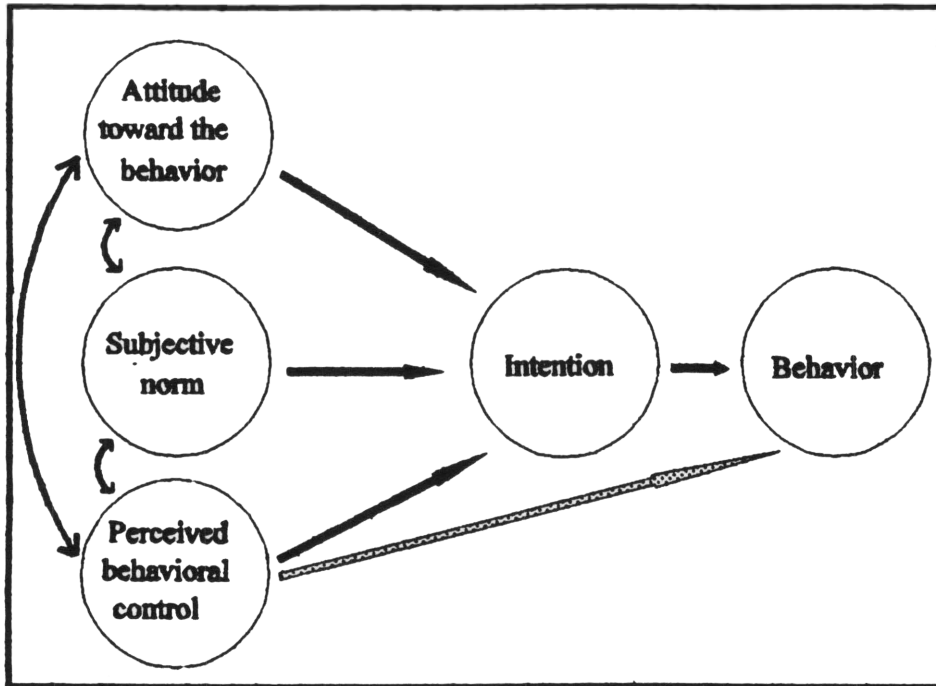 Attitude
toward the
behavior
Subjective
norm
Perceived
behavioral
control
Intention
Behavior